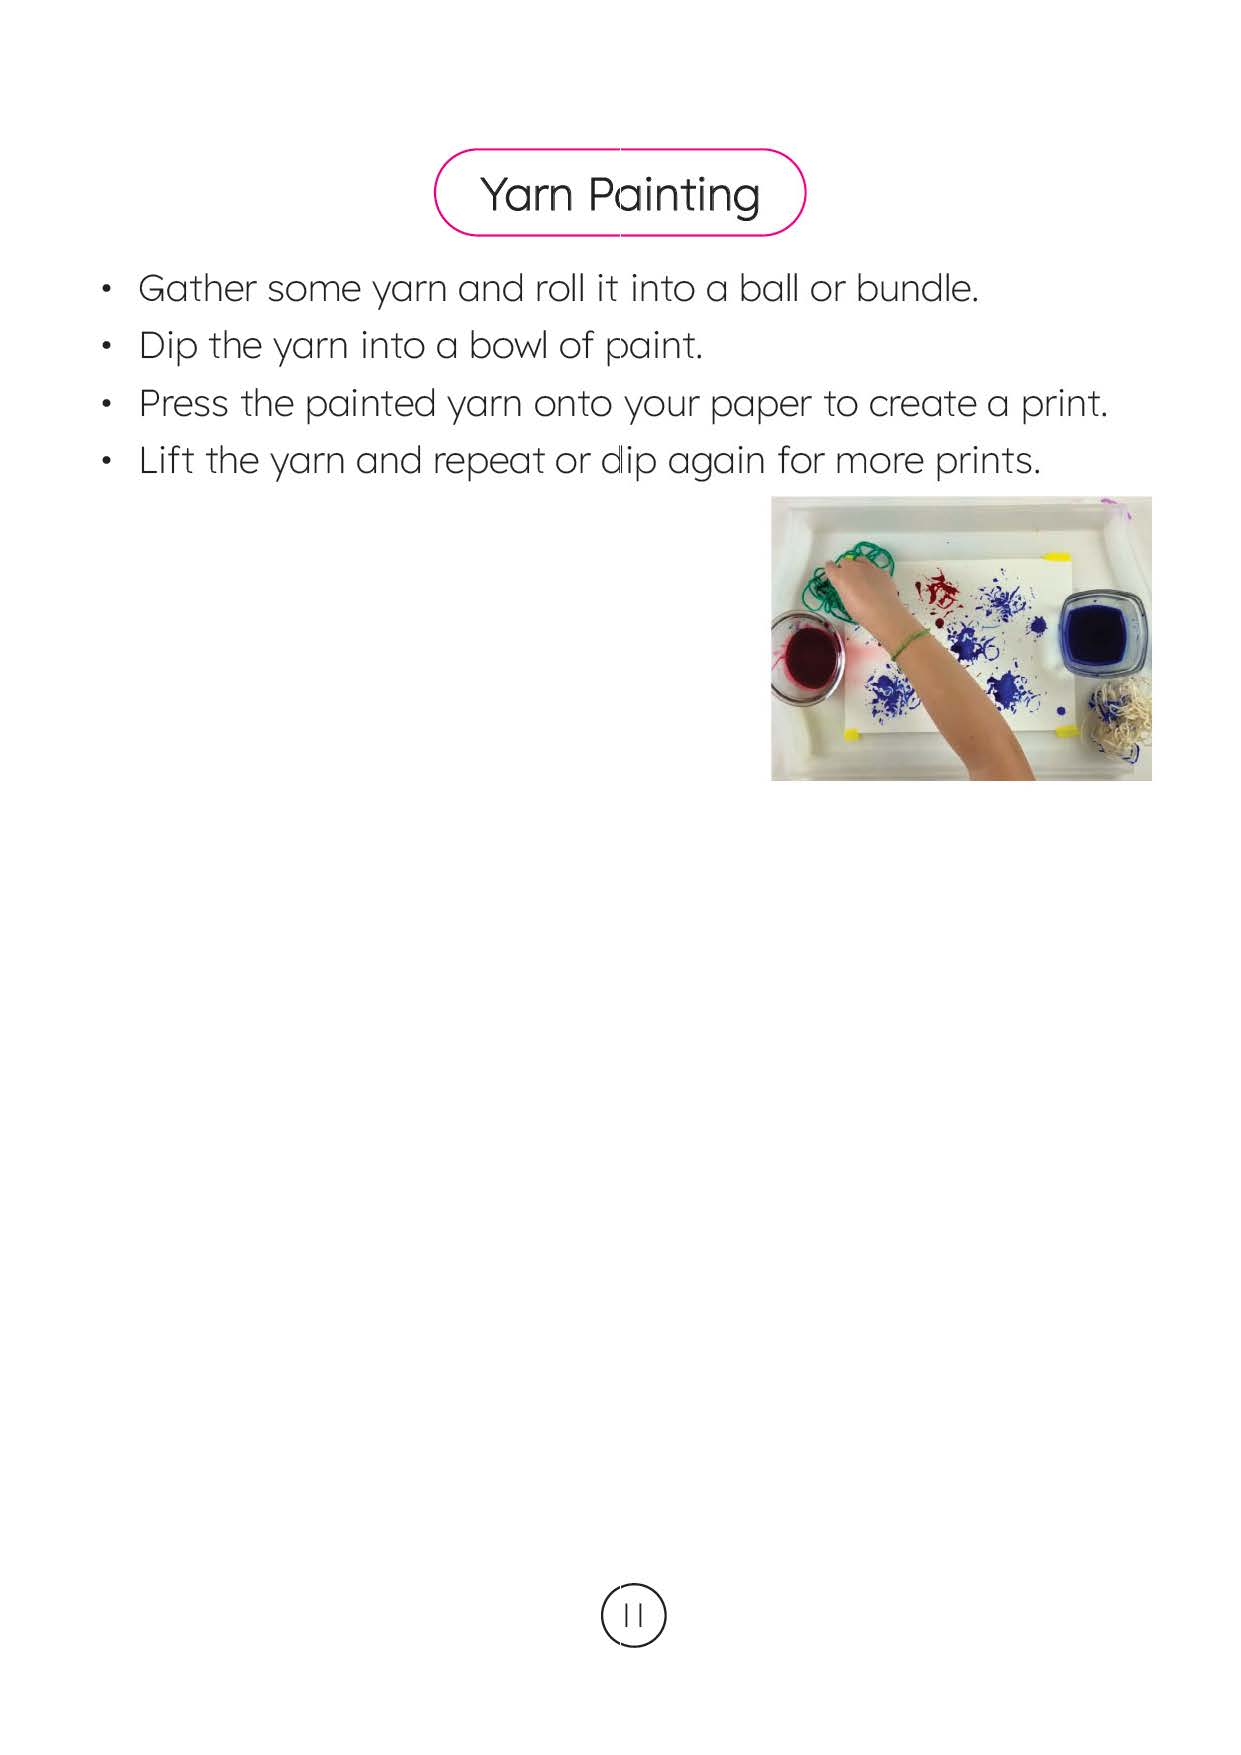 Yarn Painting
• Gather some yarn and roll it into a ball or bundle.
• Dip the yarn into a bowl of paint.
• Press the painted yarn onto your paper to create a print.
• Lift the yarn and repeat or dip again for more prints.
11